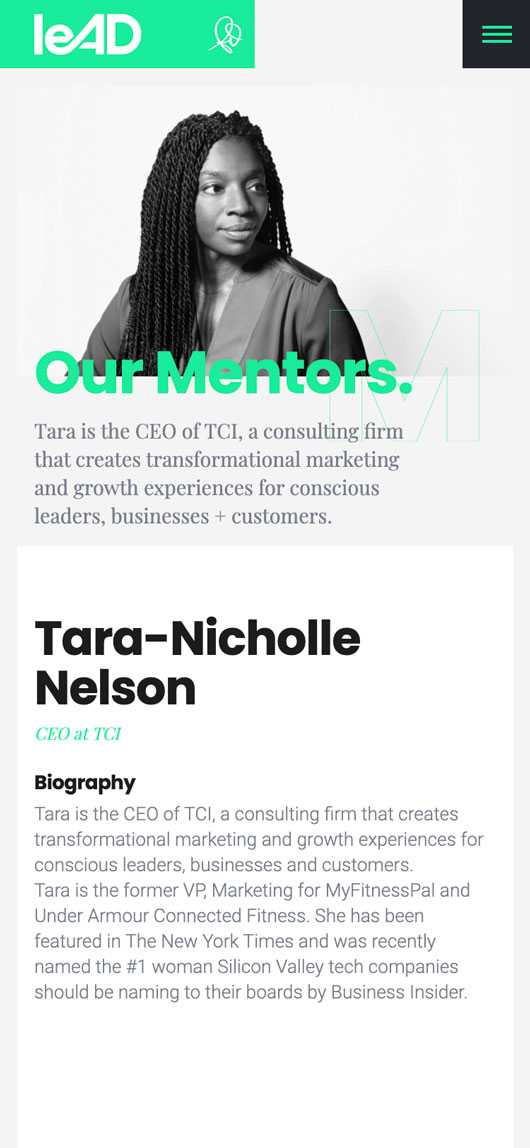 leAD
Our Mentors.
M
Tara is the CEO of TCI, a consulting firm
that creates transformational marketing
and growth experiences for conscious
leaders, businesses + customers.
Tara-Nicholle
Nelson
CEO at TCI
Biography
Tara is the CEO of TCI, a consulting firm that creates
transformational marketing and growth experiences for
conscious leaders, businesses and customers.
Tara is the former VP, Marketing for MyFitnessPal and
Under Armour Connected Fitness. She has been
featured in The New York Times and was recently
named the #1 woman Silicon Valley tech companies
should be naming to their boards by Business Insider.